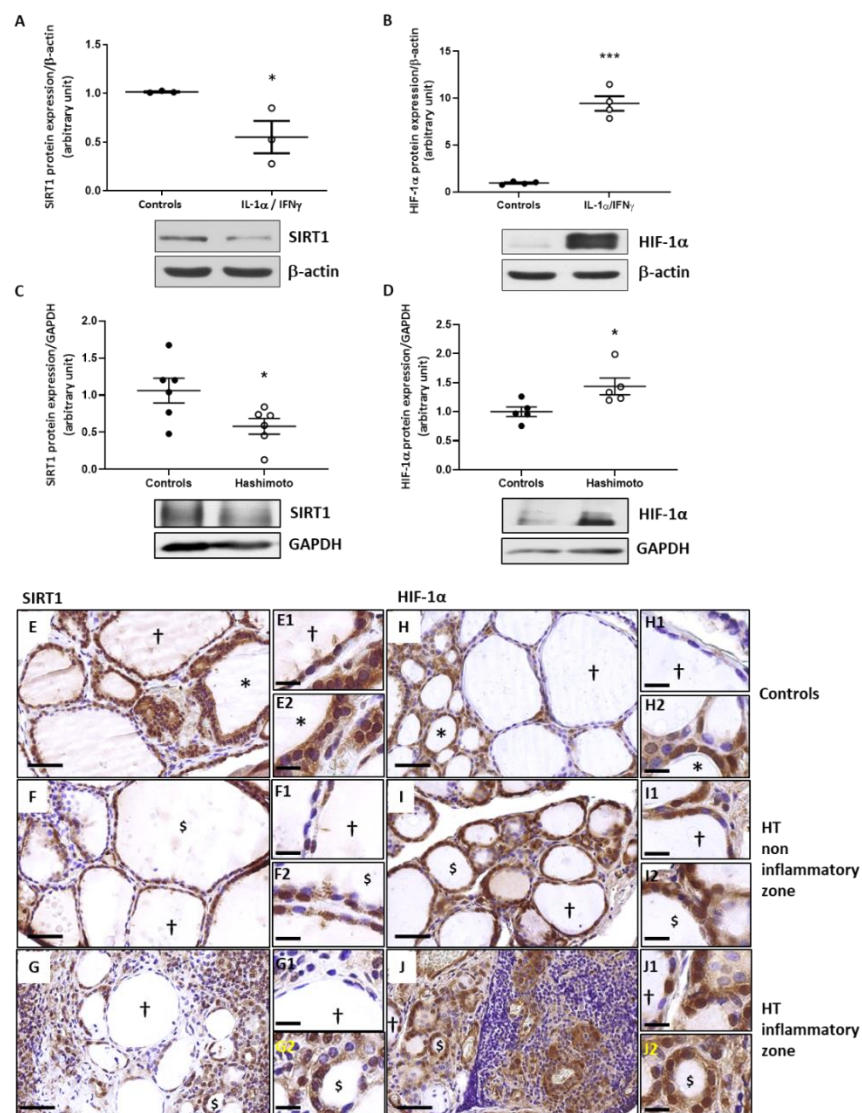 A
SIRT1 protein expression/β-actin
(arbitrary unit)
1.5
1.0
0.5
0.0
*
Controls
IL-1α / IFNγ
SIRT1
β-actin
B
HIF-1α protein expression/β-actin
(arbitrary unit)
15
10
5
0
***
Controls
IL-1α/IFNγ
HIF-1α
β-actin
C
SIRT1 protein expression/GAPDH
(arbitrary unit)
2.0
1.5
1.0
0.5
0.0
*
Controls
Hashimoto
SIRT1
GAPDH
D
HIF-1α protein expression/GAPDH
(arbitrary unit)
2.5
2.0
1.5
1.0
0.5
0.0
*
Controls
Hashimoto
HIF-1α
GAPDH
SIRT1
HIF-1α
E
†
*
E1
†
E2
*
H
†
*
H1
†
H2
*
Controls
F
$
†
F1
†
F2
$
I
$
†
I1
†
I2
$
HT
non
inflammatory
zone
G
†
$
G1
†
G2
$
J
†
$
J1
†
J2
$
HT
inflammatory
zone